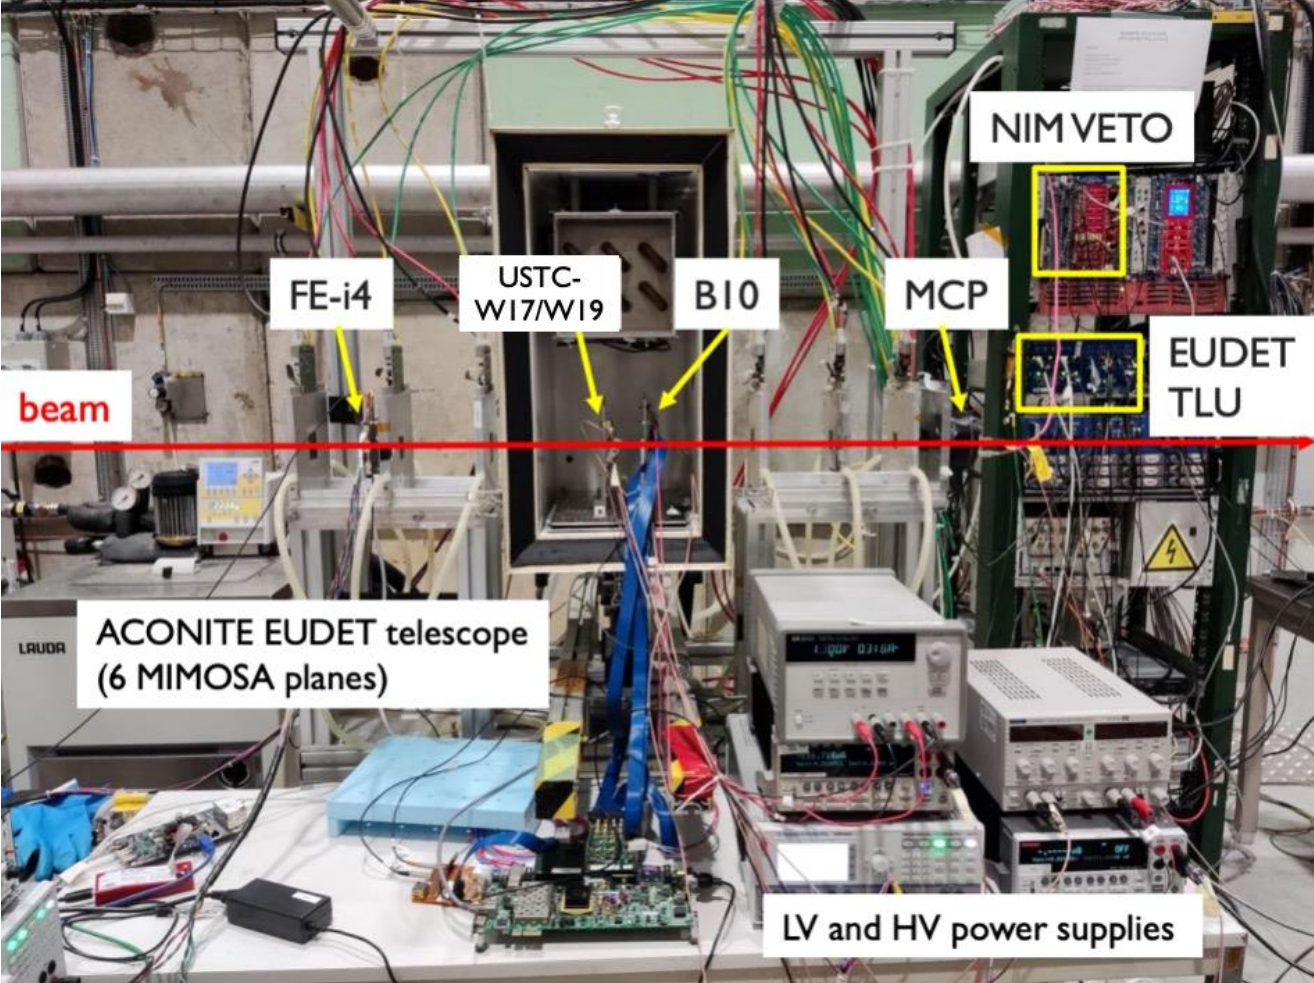 NIM VETO
FE-i4
USTC-
W17/W19
B10
MCP
EUDET
TLU
beam
ACONITE EUDET telescope
(6 MIMOSA planes)
LAUDA
OFF
LV and HV power supplies